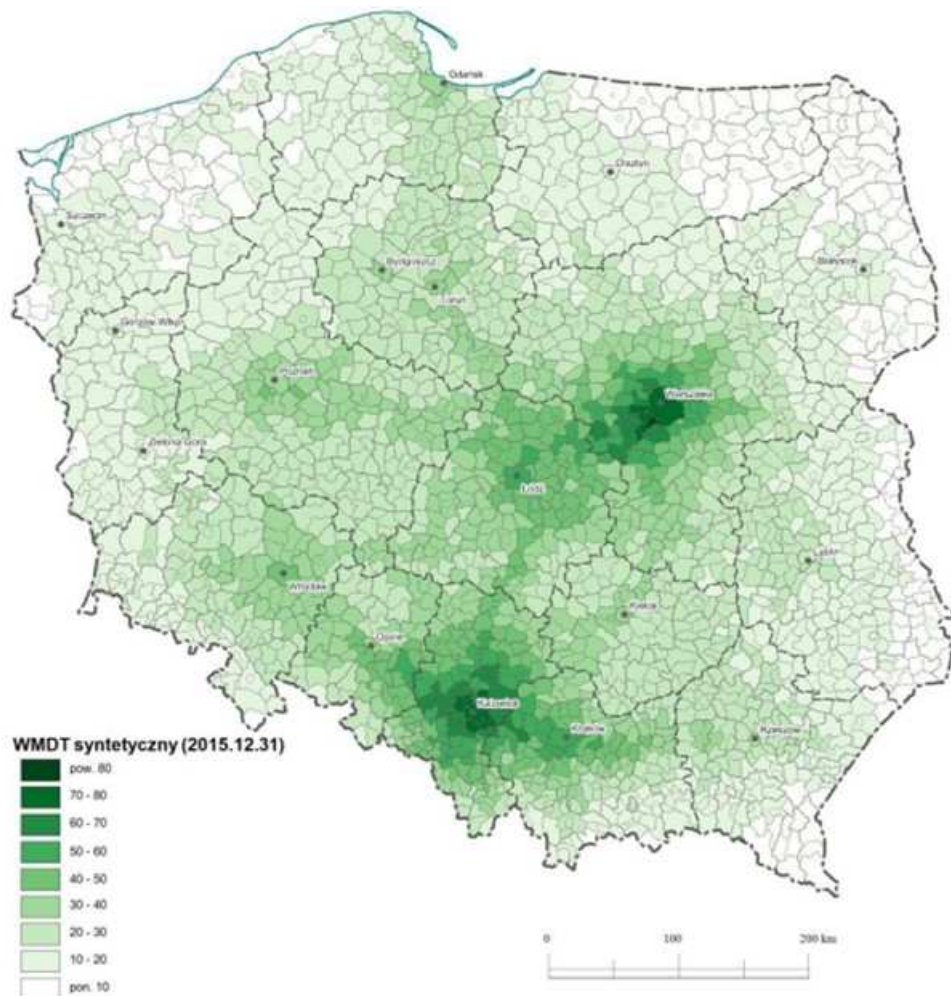 Gdańsk
Olsztyn
Szczecin
Bydgoszcz
Białystok
Toruń
Gorzów Wlkp.
Poznań
Warszawa
Zielona Góra
Łódź
Lublin
Wrocław
Kielce
Opole
Katowice
Kraków
Rzeszów
WMDT syntetyczny (2015.12.31)
pow. 80
70 - 80
60 - 70
50 - 60
40 - 50
30 - 40
20 - 30
10 - 20
pon. 10
0 100 200 km